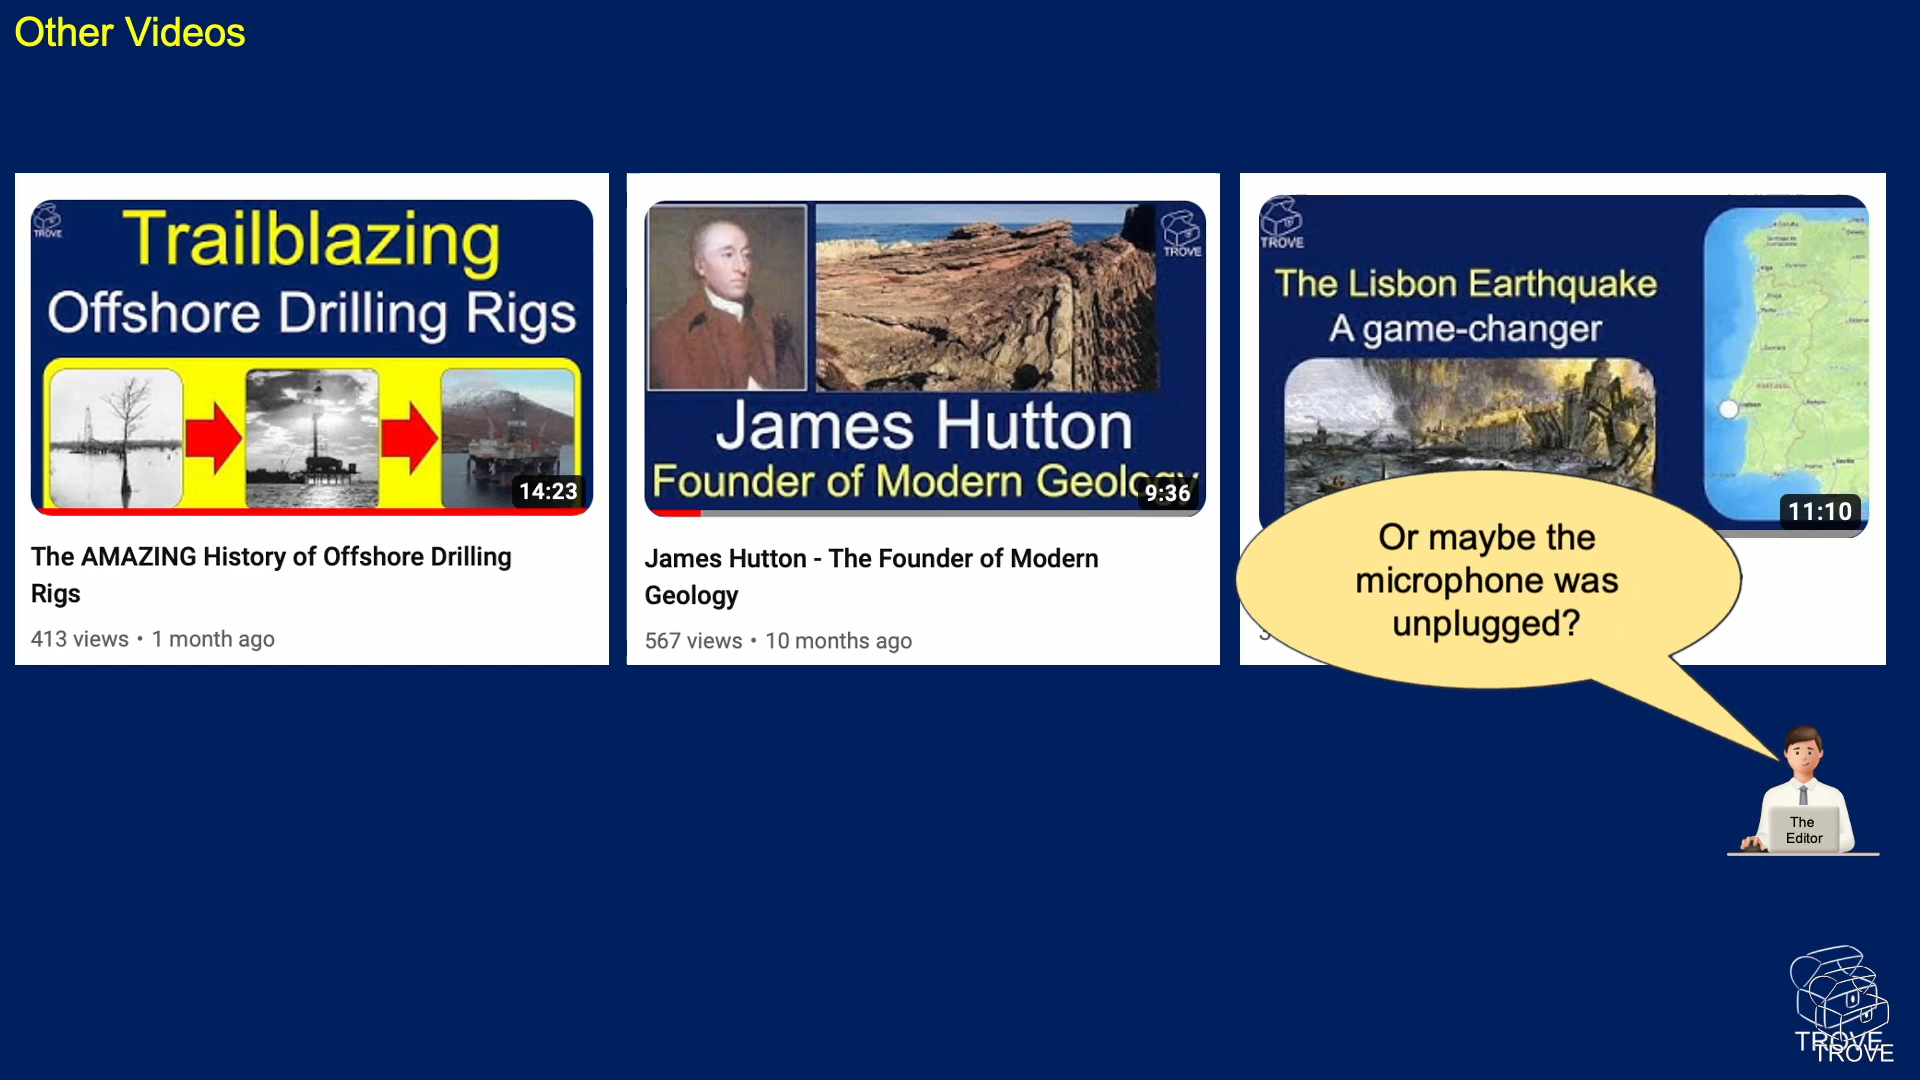 Other Videos
TROVE
Trailblazing
Offshore Drilling Rigs
14:23
The AMAZING History of Offshore Drilling
Rigs
413 views • 1 month ago
TROVE
James Hutton
Founder of Modern Geology
9:36
James Hutton - The Founder of Modern
Geology
567 views • 10 months ago
TROVE
The Lisbon Earthquake
A game-changer
11:10
Or maybe the
microphone was
unplugged?
The
Editor
TROVE
TROVE